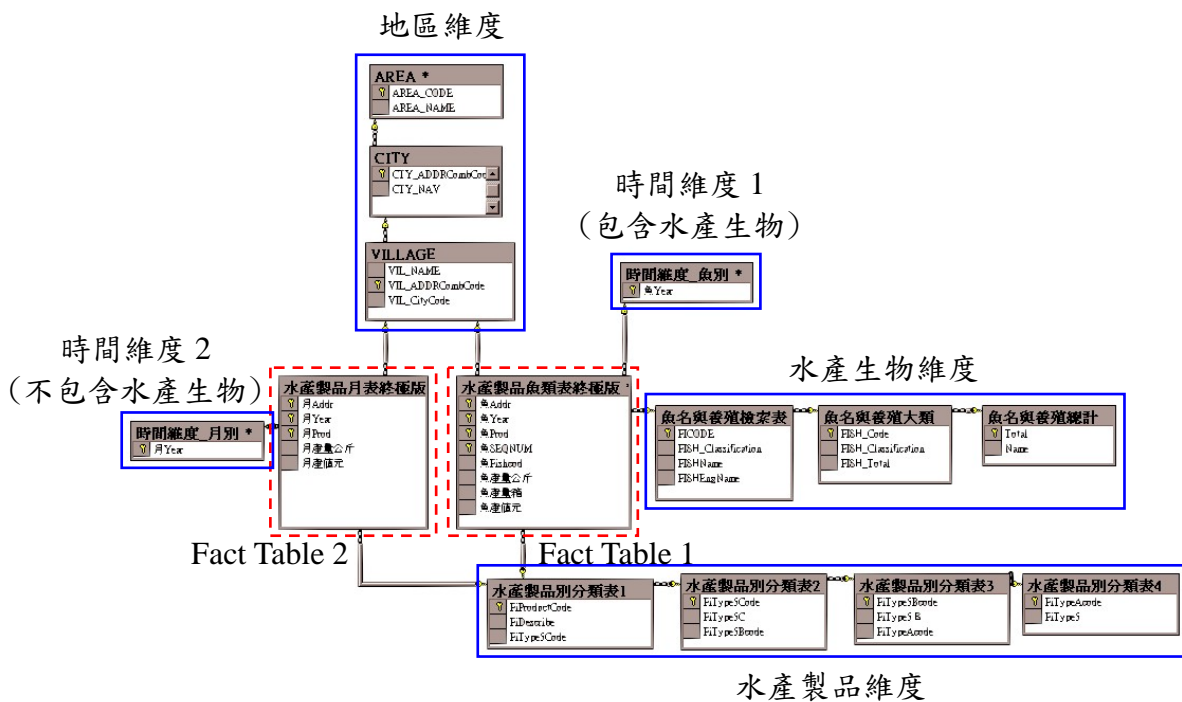 地區維度
AREA *
AREA_CODE
AREA_NAME
CITY
CTY_ADDRCombCod
CTY_NAV
VILLAGE
VIL_NAME
VIL_ADDRCombCode
VIL_CityCode
時間維度 1
(包含水產生物)
時間維度_魚別 *
魚Year
時間維度 2
(不包含水產生物)
時間維度_月別 *
月Year
水產製品月表終極版
月Addr
月Year
月Prod
月產量公斤
月產值元
Fact Table 2
水產製品魚類表終極版 *
魚Addr
魚Year
魚Prod
魚SEQNUM
魚Fishcod
魚產量公斤
魚產量箱
魚產值元
Fact Table 1
水產生物維度
魚名與養殖檢索表
FICODE
FISH_Classification
FISHName
FISHEngName
魚名與養殖大類
FISH_Code
FISH_Classification
FISH_Total
魚名與養殖總計
Total
Name
水產製品別分類表1
FiProductCode
FiDescribe
FiTypeSCode
水產製品別分類表2
FiTypeSCode
FiTypeSC
FiTypeSBcode
水產製品別分類表3
FiTypeSBcode
FiTypeSB
FiTypeAcode
水產製品別分類表4
FiTypeAcode
FiTypeS
水產製品維度